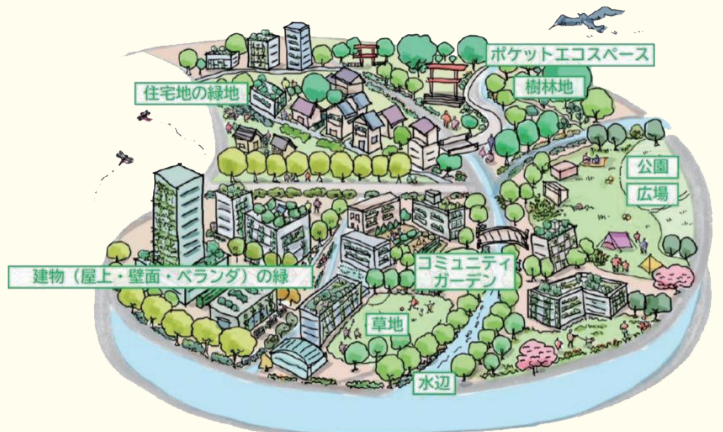 ポケットエコスペース
樹林地
住宅地の緑地
公園
広場
コミュニティ
ガーデン
建物（屋上・壁面・ベランダ）の緑
草地
水辺